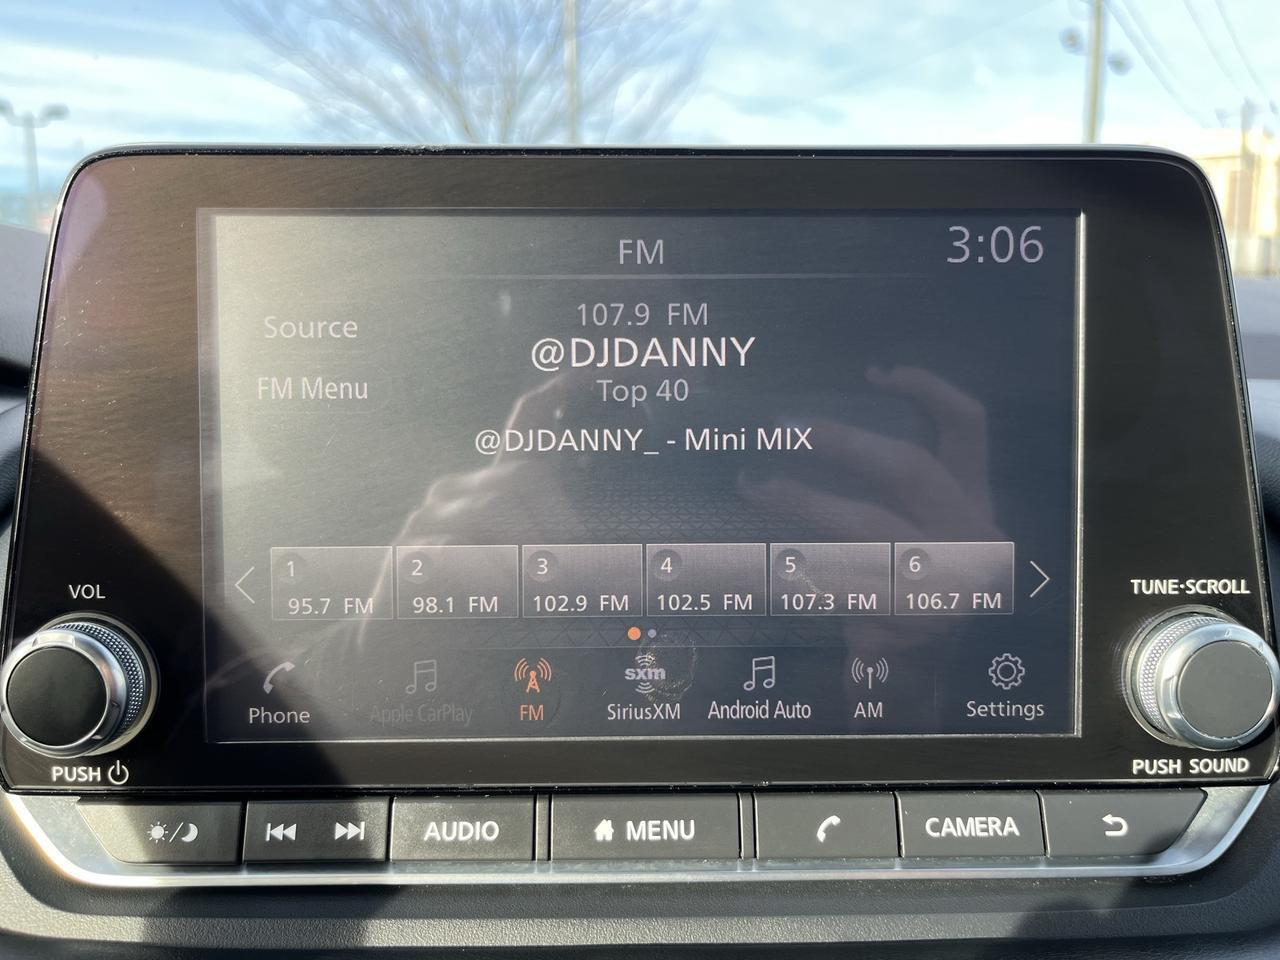 FM
3:06
Source
FM Menu
107.9 FM
@DJDANNY
Top 40
@DJDANNY_ - Mini MIX
1
95.7 FM
2
98.1 FM
3
102.9 FM
4
102.5 FM
5
107.3 FM
6
106.7 FM
Phone
Apple CarPlay
FM
sxm
SiriusXM
Android Auto
AM
Settings
VOL
PUSH
TUNE·SCROLL
PUSH SOUND
AUDIO
MENU
CAMERA